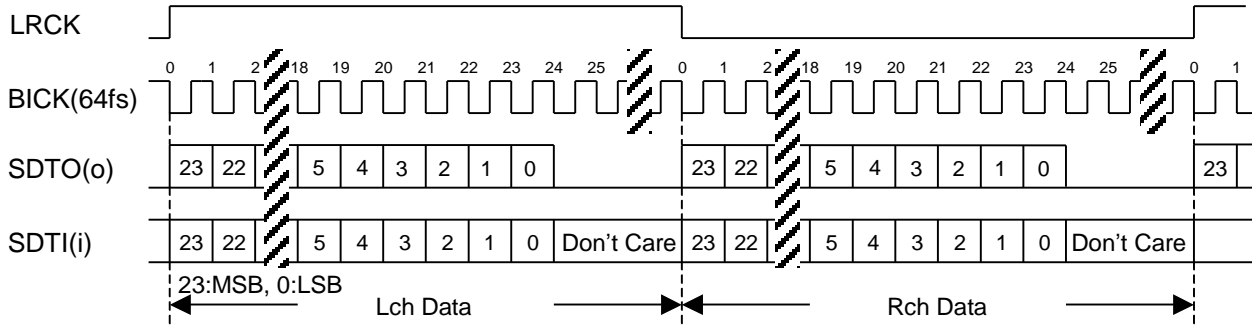 LRCK
0 1 2 18 19 20 21 22 23 24 25 0 1 2 18 19 20 21 22 23 24 25 0 1
BICK(64fs)
SDTO(o) 23 22 5 4 3 2 1 0 23 22 5 4 3 2 1 0 23
SDTI(i) 23 22 5 4 3 2 1 0 Don't Care 23 22 5 4 3 2 1 0 Don't Care
23:MSB, 0:LSB
Lch Data Rch Data